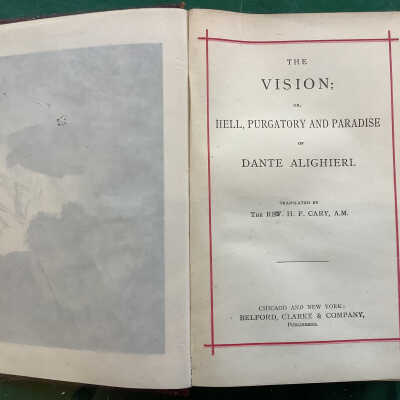 THE
VISION;
OR,
HELL, PURGATORY AND PARADISE
OF
DANTE ALIGHIERI.
TRANSLATED BY
THE REV. H. F. CARY, A.M.
CHICAGO AND NEW YORK:
BELFORD, CLARKE & COMPANY,
PUBLISHERS.